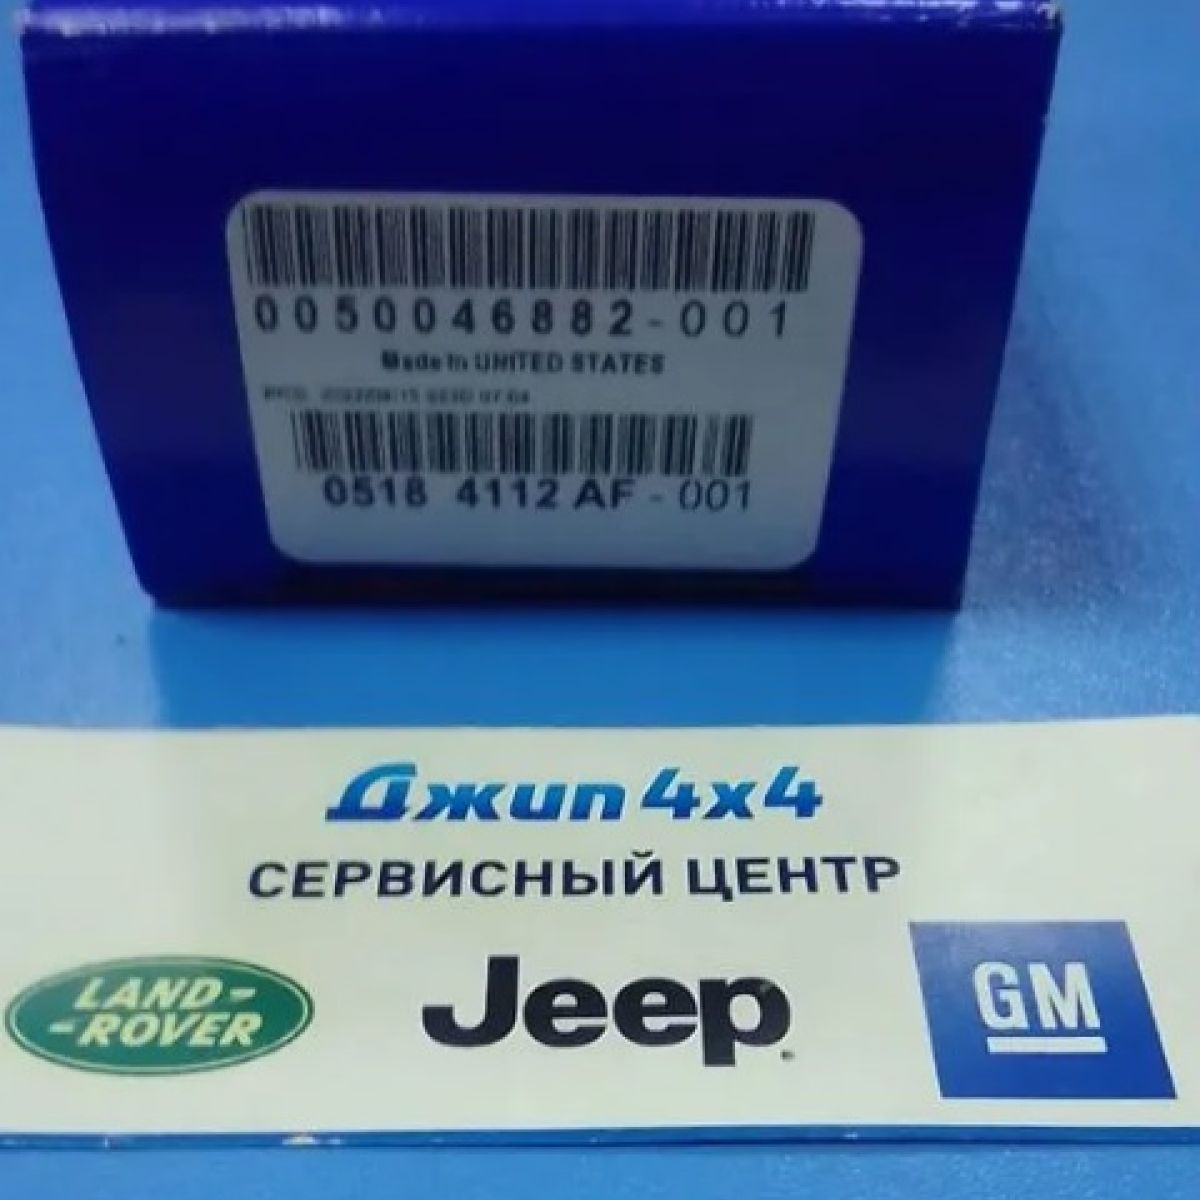 0050046882-001
Made In UNITED STATES
0518 4112 AF - 001
Джип 4x4
СЕРВИСНЫЙ ЦЕНТР
LAND-
-ROVER
Jeep
GM